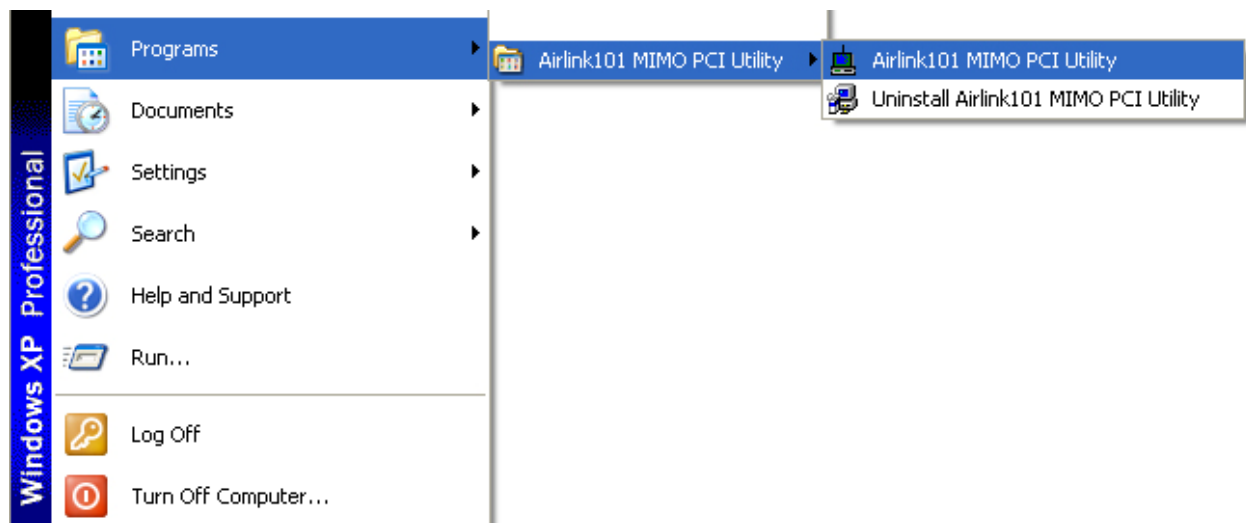 Windows XP Professional
Programs
Airlink101 MIMO PCI Utility
Airlink101 MIMO PCI Utility
Uninstall Airlink101 MIMO PCI Utility
Documents
Settings
Search
Help and Support
Run...
Log Off
Turn Off Computer...